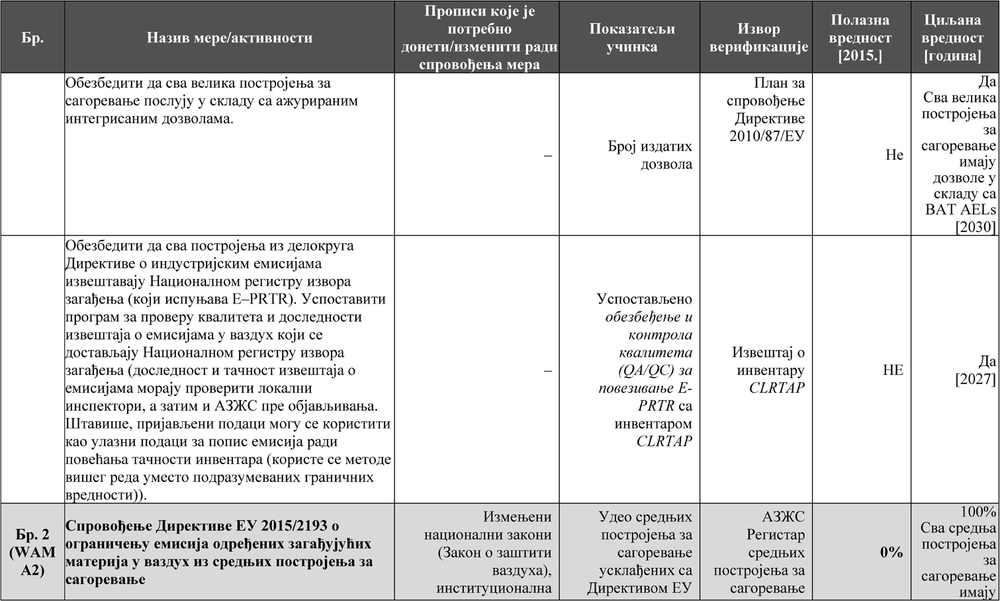 Бр.
Назив мере/активности
Прописи које је
потребно
донети/изменити ради
спровођења мера
Показатељи
учинка
Извор
верификације
Полазна
вредност
[2015.]
Циљана
вредност
[година]
Обезбедити да сва велика постројења за
сагоревање послују у складу са ажурираним
интегрисаним дозволама.
–
Број издатих
дозвола
План за
спровођење
Директиве
2010/87/ЕУ
Не
Да
Сва велика
постројења
за
сагоревање
имају
дозволе у
складу са
BAT AELs
[2030]
Обезбедити да сва постројења из делокруга
Директиве о индустријским емисијама
извештавају Националном регистру извора
загађења (који испуњава E–PRTR). Успоставити
програм за проверу квалитета и доследности
извештаја о емисијама у ваздух који се
достављају Националном регистру извора
загађења (доследност и тачност извештаја о
емисијама морају проверити локални
инспектори, а затим и АЗЖС пре објављивања.
Штавише, пријављени подаци могу се користити
као улазни подаци за попис емисија ради
повећања тачности инвентара (користе се методе
вишег реда уместо подразумеваних граничних
вредности)).
–
Успостављено
обезбеђење и
контрола
квалитета
(QA/QC) за
повезивање E-
PRTR са
инвентаром
CLRTAP
Извештај о
инвентару
CLRTAP
НЕ
Да
[2027]
Бр. 2
(WAM
A2)
Спровођење Директиве ЕУ 2015/2193 о
ограничењу емисија одређених загађујућих
материја у ваздух из средњих постројења за
сагоревање
Измењени
национални закони
(Закон о заштити
ваздуха),
институционална
Удео средњих
постројења за
сагоревање
усклађених са
Директивом ЕУ
АЗЖС
Регистар
средњих
постројења за
сагоревање
0%
100%
Сва средња
постројења
за
сагоревање
имају